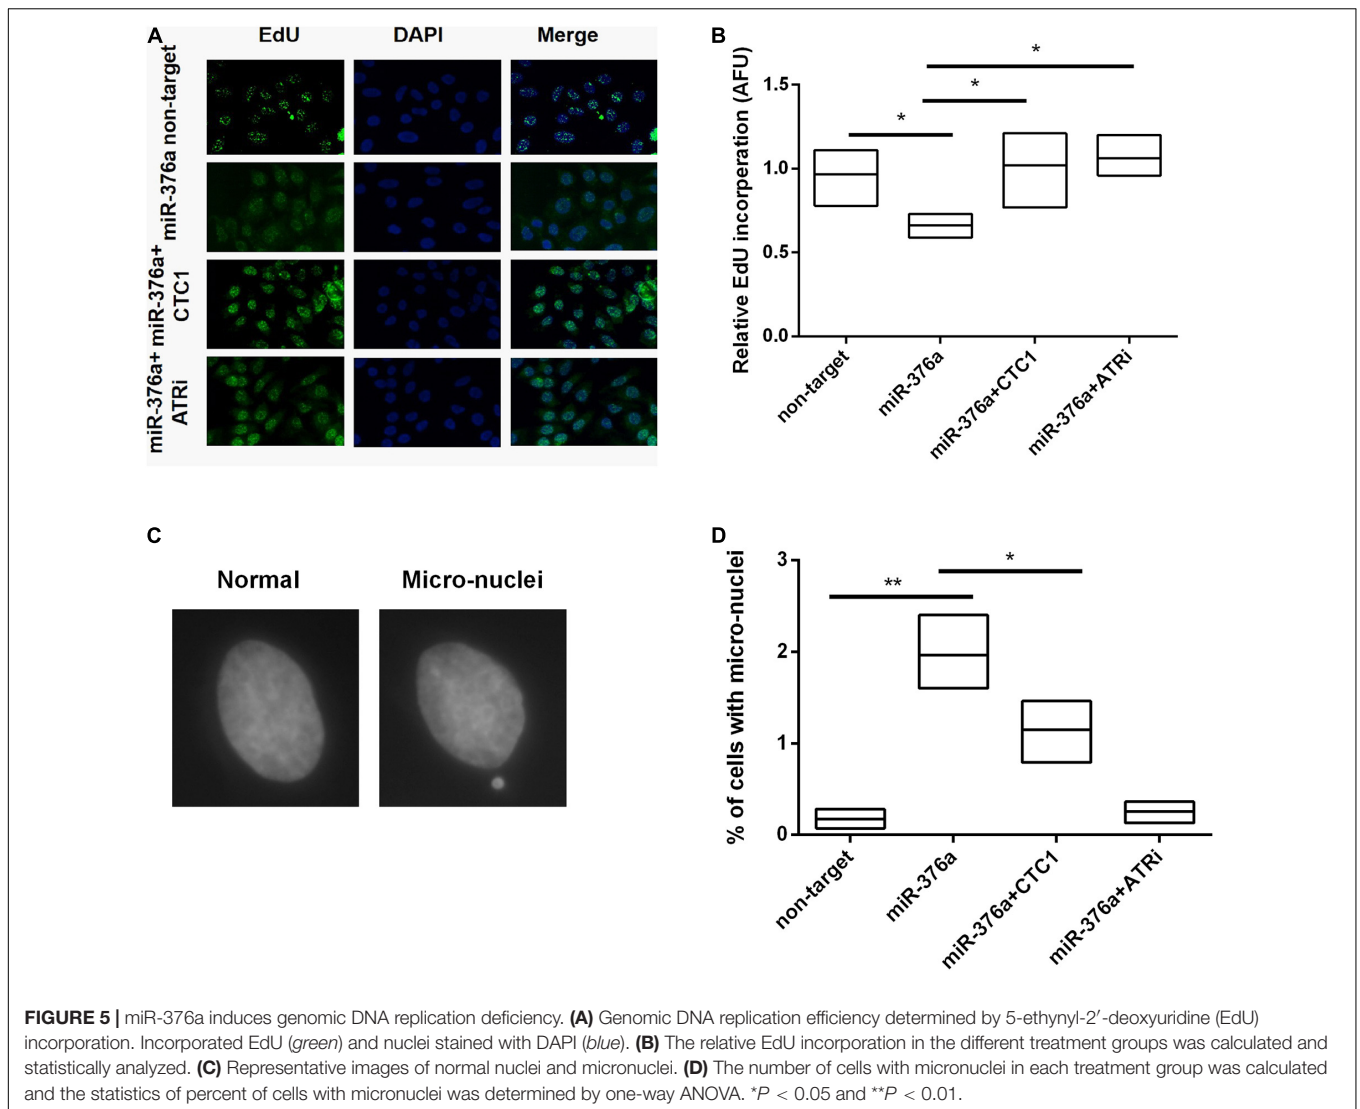 A
EdU DAPI Merge
non-target
miR-376a
miR-376a+
CTC1
miR-376a+
ATRi
B
Relative EdU incorperation (AFU)
1.5
1.0
0.5
0.0
*
*
*
non-target
miR-376a
miR-376a+CTC1
miR-376a+ATRi
C
Normal Micro-nuclei
D
% of cells with micro-nuclei
3
2
1
0
**
*
non-target
miR-376a
miR-376a+CTC1
miR-376a+ATRi
FIGURE 5 | miR-376a induces genomic DNA replication deficiency. (A) Genomic DNA replication efficiency determined by 5-ethynyl-2′-deoxyuridine (EdU)
incorporation. Incorporated EdU (green) and nuclei stained with DAPI (blue). (B) The relative EdU incorporation in the different treatment groups was calculated and
statistically analyzed. (C) Representative images of normal nuclei and micronuclei. (D) The number of cells with micronuclei in each treatment group was calculated
and the statistics of percent of cells with micronuclei was determined by one-way ANOVA. *P < 0.05 and **P < 0.01.